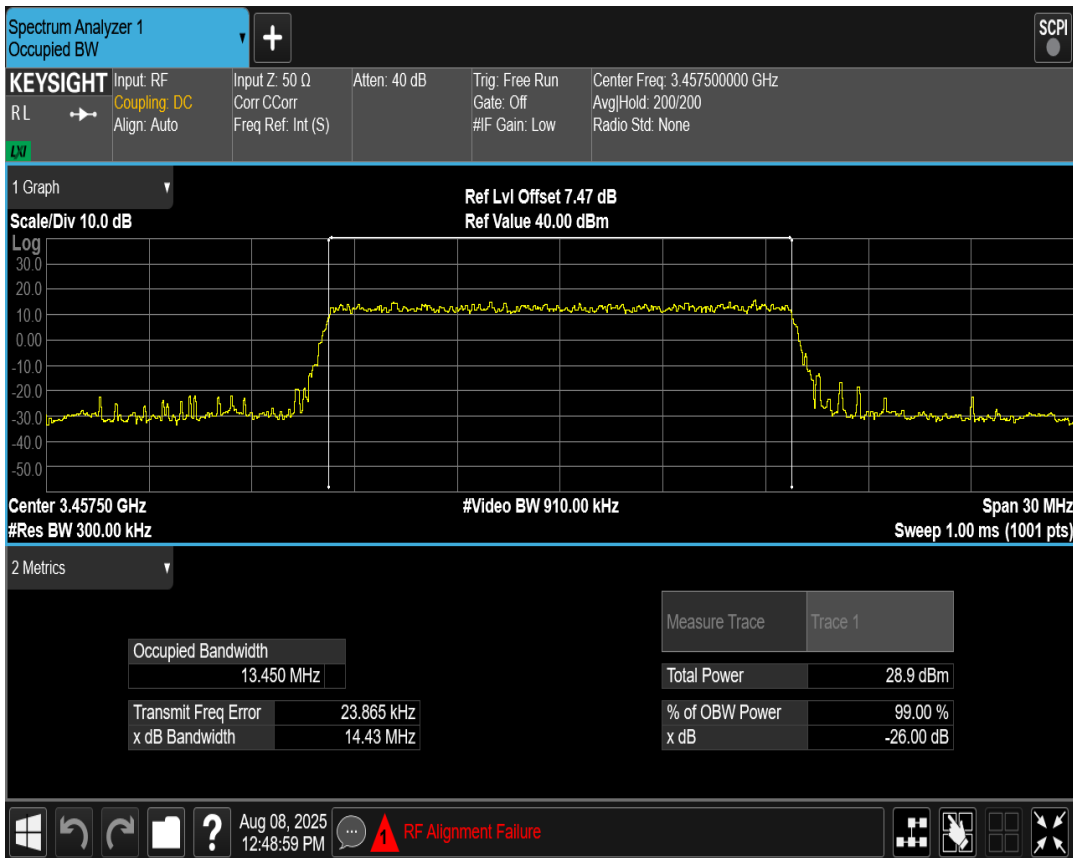 Spectrum Analyzer 1
Occupied BW
+
SCPI
KEYSIGHT
R L
LXI
Input: RF
Coupling: DC
Align: Auto
Input Z: 50 Ω
Corr CCorr
Freq Ref: Int (S)
Atten: 40 dB
Trig: Free Run
Gate: Off
#IF Gain: Low
Center Freq: 3.457500000 GHz
Avg|Hold: 200/200
Radio Std: None
1 Graph
Scale/Div 10.0 dB
Ref Lvl Offset 7.47 dB
Ref Value 40.00 dBm
Log
30.0
20.0
10.0
0.00
-10.0
-20.0
-30.0
-40.0
-50.0
Center 3.45750 GHz
#Res BW 300.00 kHz
#Video BW 910.00 kHz
Span 30 MHz
Sweep 1.00 ms (1001 pts)
2 Metrics
Occupied Bandwidth
13.450 MHz
Transmit Freq Error 23.865 kHz
x dB Bandwidth 14.43 MHz
Measure Trace Trace 1
Total Power 28.9 dBm
% of OBW Power 99.00 %
x dB -26.00 dB
?
Aug 08, 2025
12:48:59 PM
1
RF Alignment Failure